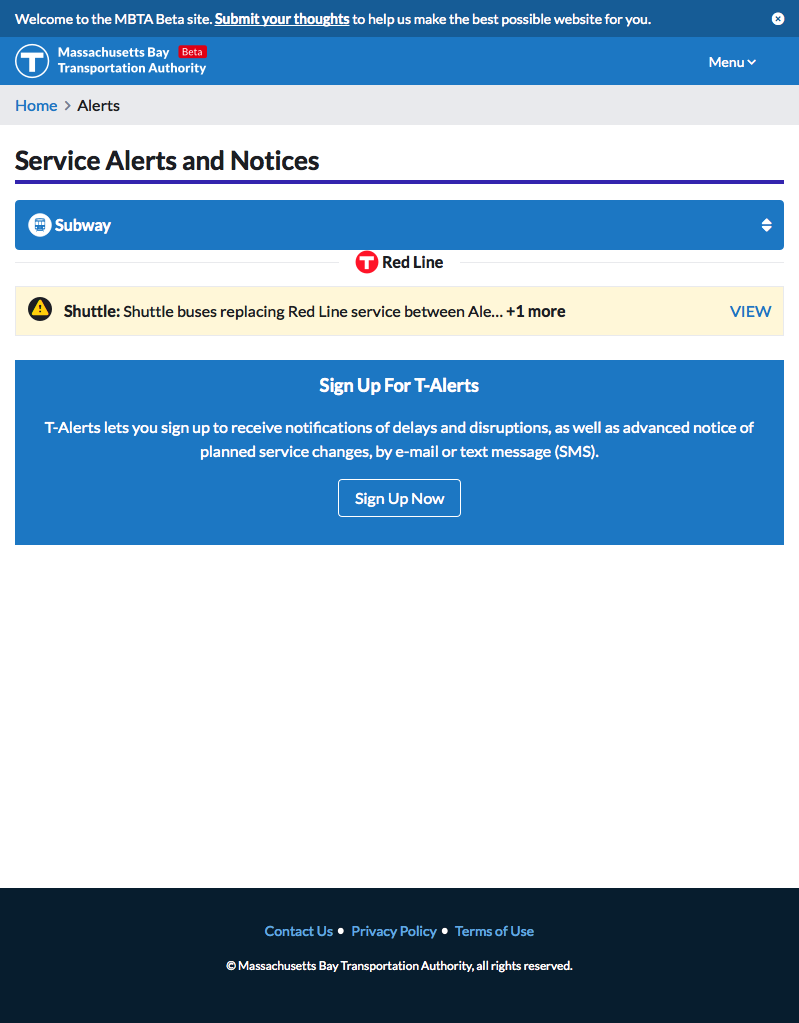 Welcome to the MBTA Beta site. Submit your thoughts to help us make the best possible website for you.
Massachusetts Bay Beta
Transportation Authority
Menu
Home > Alerts
Service Alerts and Notices
Subway
T Red Line
Shuttle: Shuttle buses replacing Red Line service between Ale... +1 more VIEW
Sign Up For T-Alerts
T-Alerts lets you sign up to receive notifications of delays and disruptions, as well as advanced notice of
planned service changes, by e-mail or text message (SMS).
Sign Up Now
Contact Us • Privacy Policy • Terms of Use
© Massachusetts Bay Transportation Authority, all rights reserved.